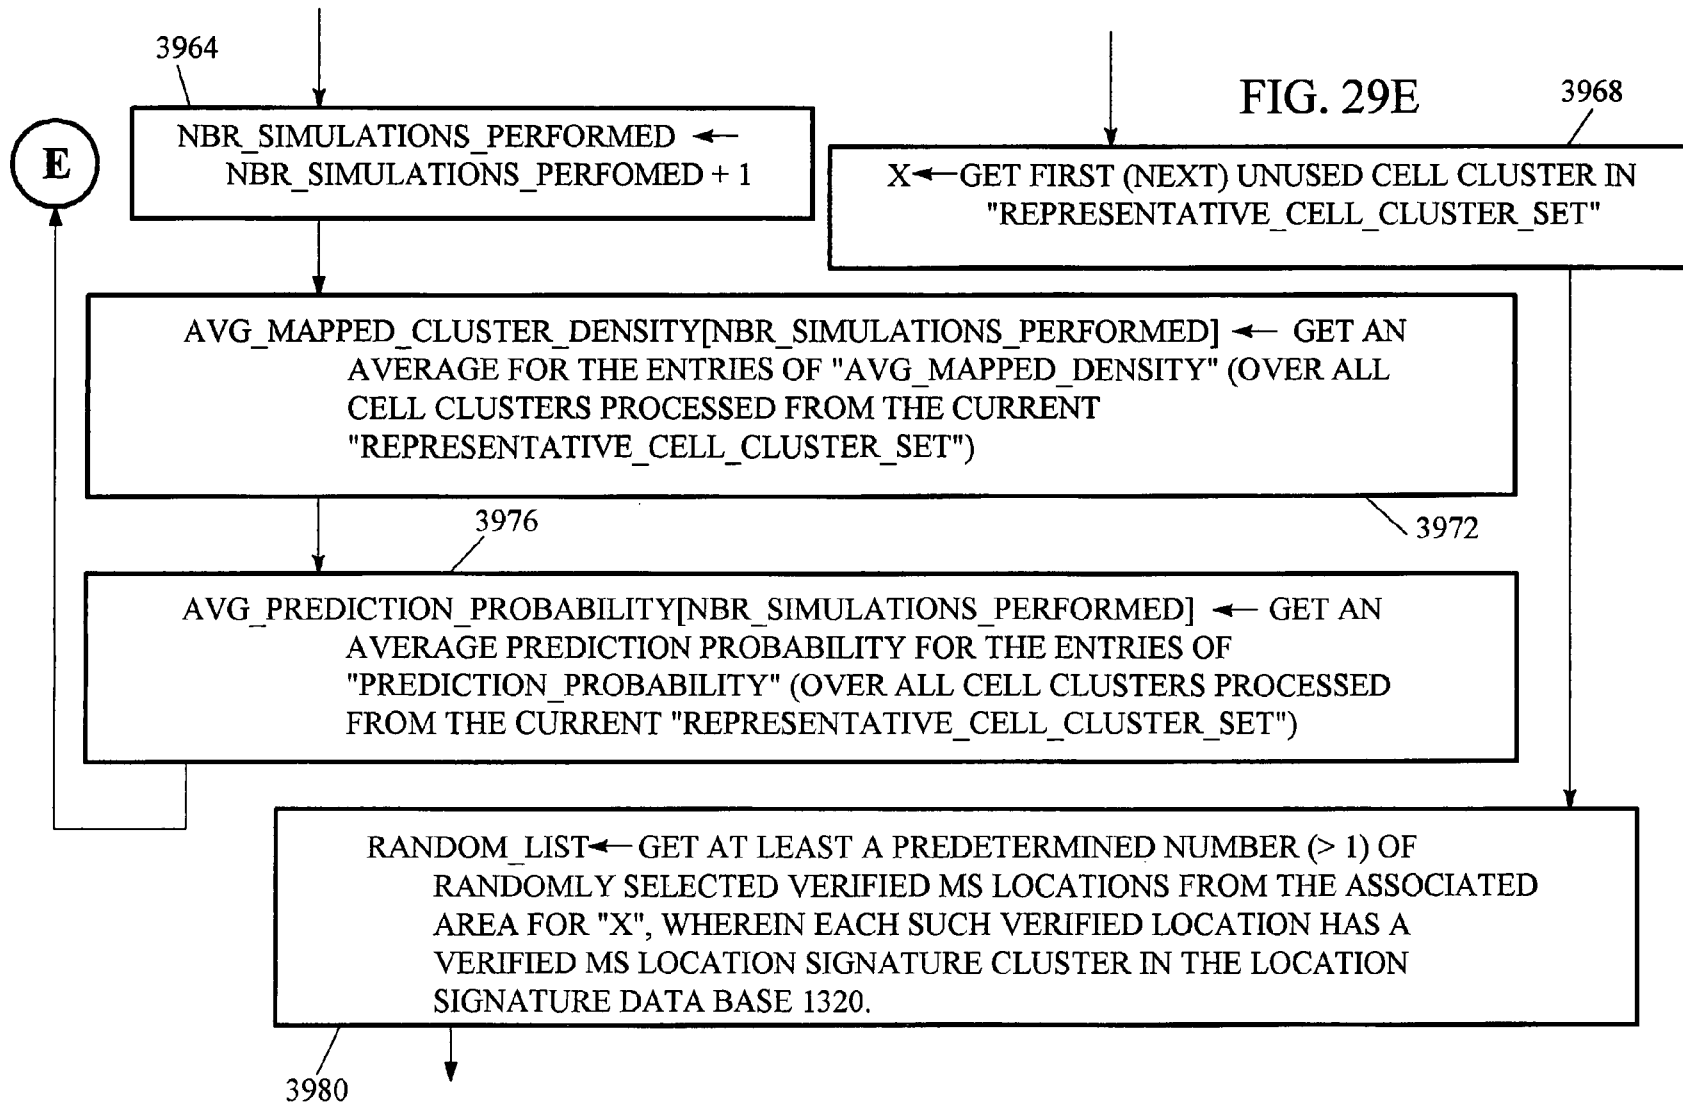 3964
FIG. 29E
3968
E
NBR_SIMULATIONS_PERFORMED ←
NBR_SIMULATIONS_PERFOMED + 1
X←GET FIRST (NEXT) UNUSED CELL CLUSTER IN
"REPRESENTATIVE_CELL_CLUSTER_SET"
AVG_MAPPED_CLUSTER_DENSITY[NBR_SIMULATIONS_PERFORMED] ← GET AN
AVERAGE FOR THE ENTRIES OF "AVG_MAPPED_DENSITY" (OVER ALL
CELL CLUSTERS PROCESSED FROM THE CURRENT
"REPRESENTATIVE_CELL_CLUSTER_SET")
3976
3972
AVG_PREDICTION_PROBABILITY[NBR_SIMULATIONS_PERFORMED] ← GET AN
AVERAGE PREDICTION PROBABILITY FOR THE ENTRIES OF
"PREDICTION_PROBABILITY" (OVER ALL CELL CLUSTERS PROCESSED
FROM THE CURRENT "REPRESENTATIVE_CELL_CLUSTER_SET")
RANDOM_LIST←GET AT LEAST A PREDETERMINED NUMBER (> 1) OF
RANDOMLY SELECTED VERIFIED MS LOCATIONS FROM THE ASSOCIATED
AREA FOR "X", WHEREIN EACH SUCH VERIFIED LOCATION HAS A
VERIFIED MS LOCATION SIGNATURE CLUSTER IN THE LOCATION
SIGNATURE DATA BASE 1320.
3980